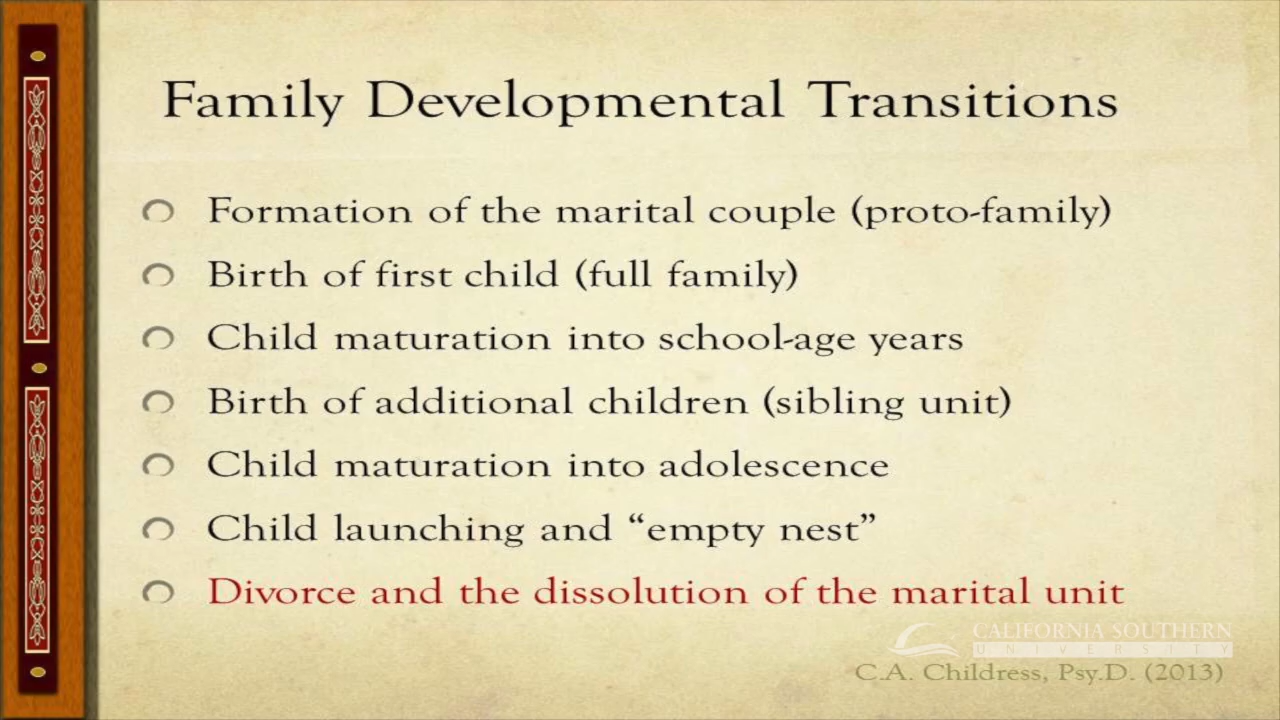 Family Developmental Transitions
Formation of the marital couple (proto-family)
Birth of first child (full family)
Child maturation into school-age years
Birth of additional children (sibling unit)
Child maturation into adolescence
Child launching and “empty nest”
Divorce and the dissolution of the marital unit
CALIFORNIA SOUTHERN
UNIVERSITY
C.A. Childress, Psy.D. (2013)